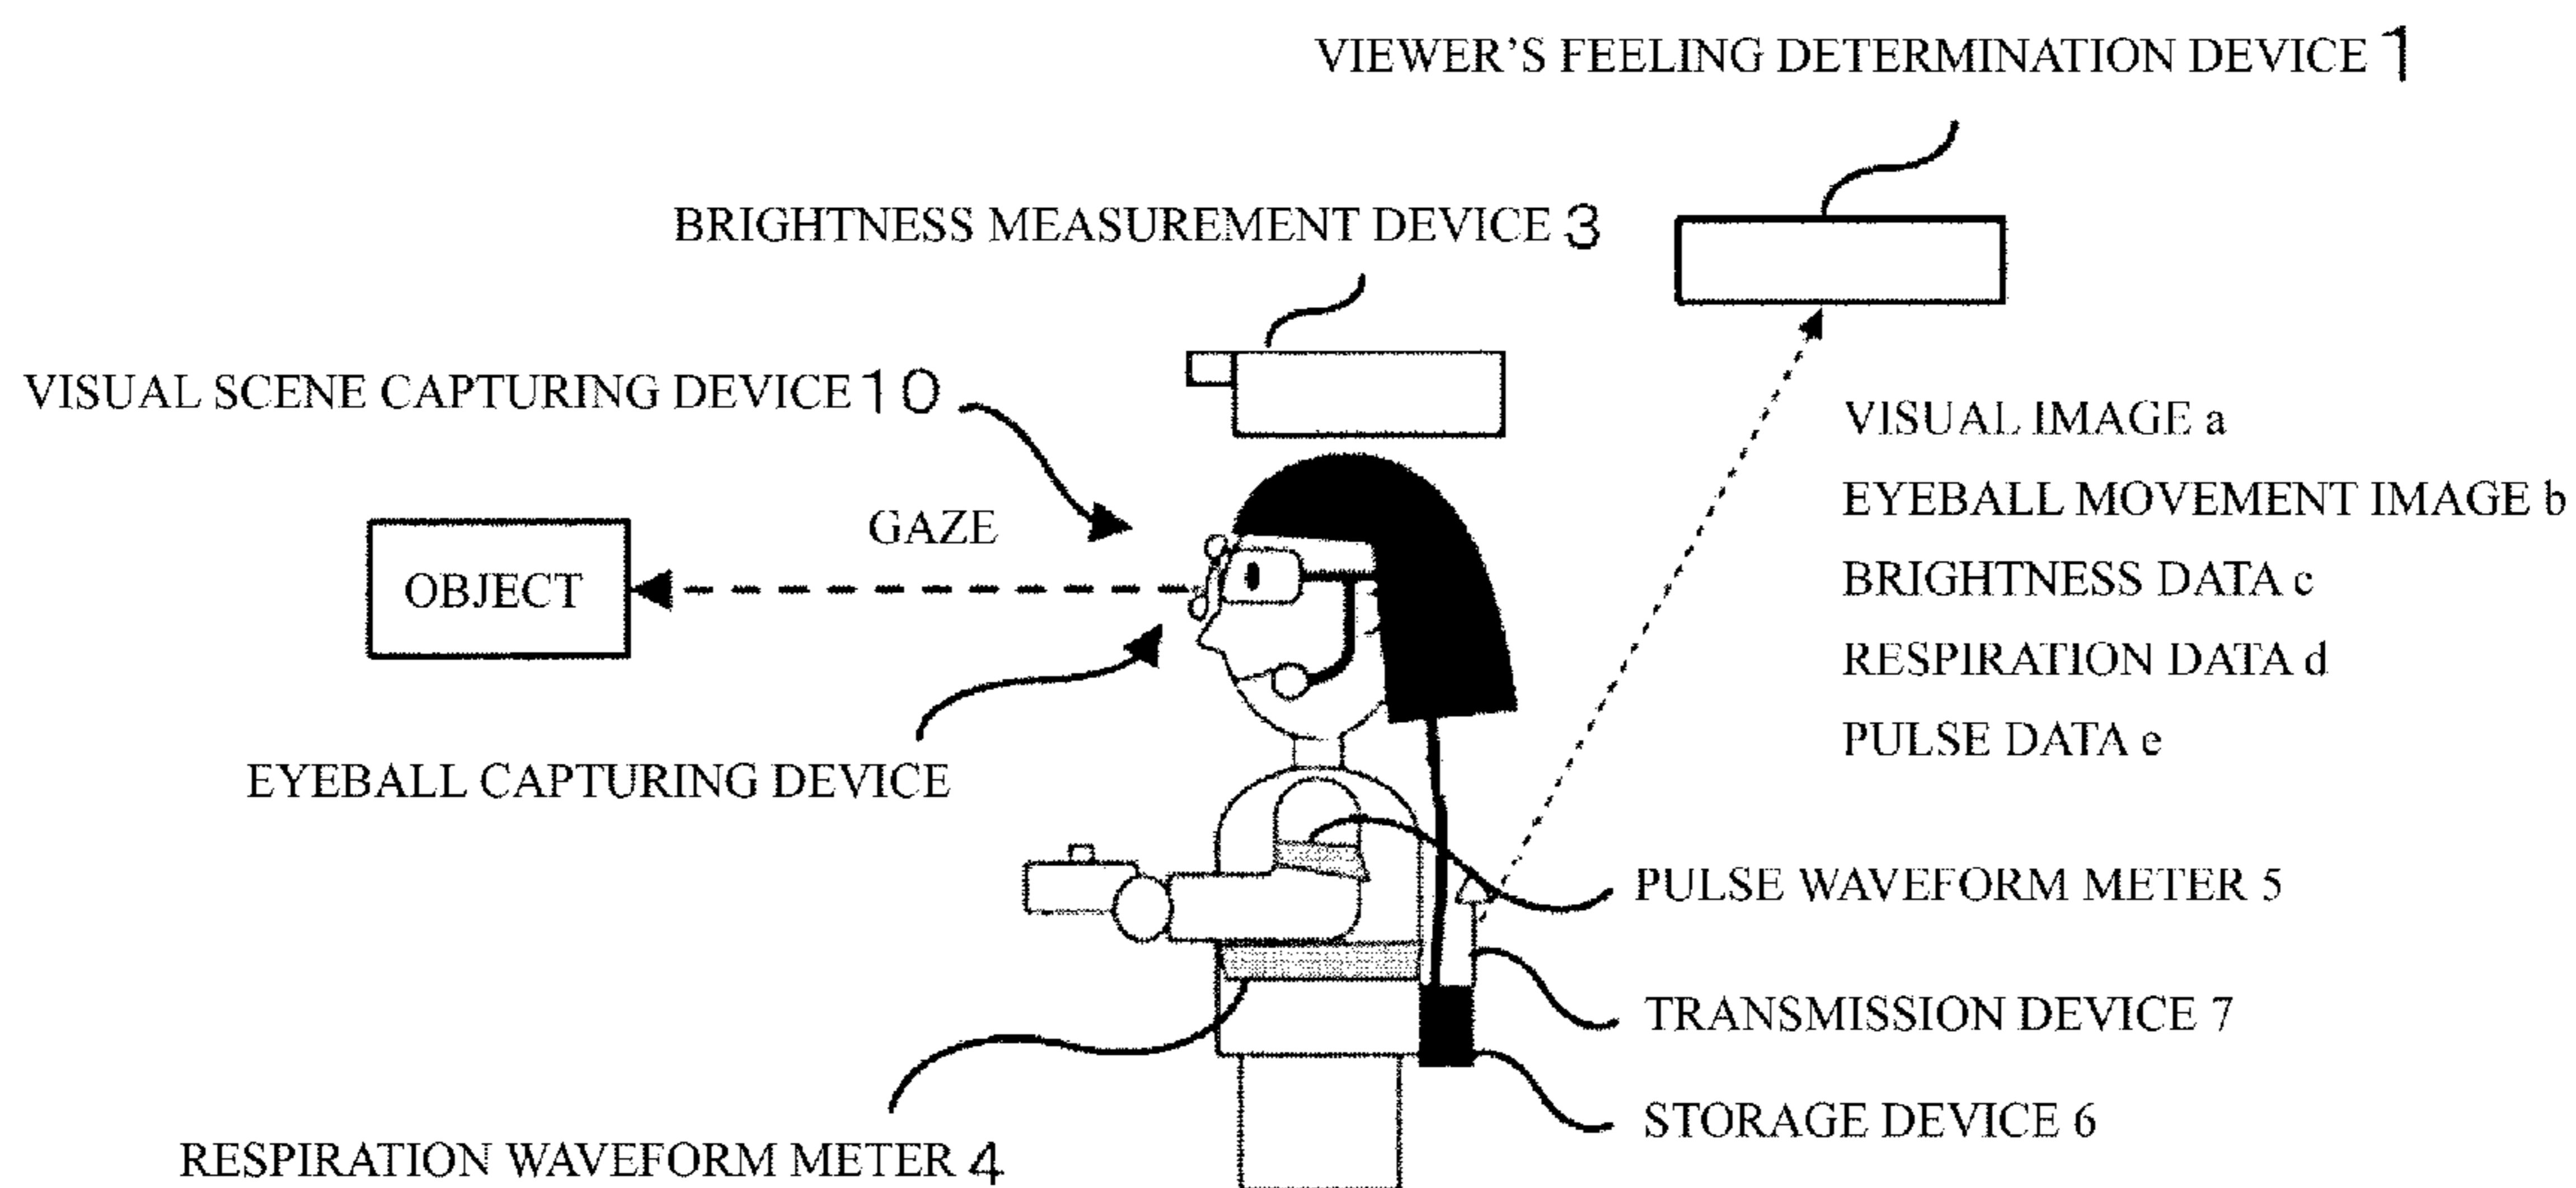 VIEWER'S FEELING DETERMINATION DEVICE 1
BRIGHTNESS MEASUREMENT DEVICE 3
VISUAL SCENE CAPTURING DEVICE 10
VISUAL IMAGE a
EYEBALL MOVEMENT IMAGE b
BRIGHTNESS DATA c
RESPIRATION DATA d
PULSE DATA e
GAZE
OBJECT
EYEBALL CAPTURING DEVICE
PULSE WAVEFORM METER 5
TRANSMISSION DEVICE 7
STORAGE DEVICE 6
RESPIRATION WAVEFORM METER 4